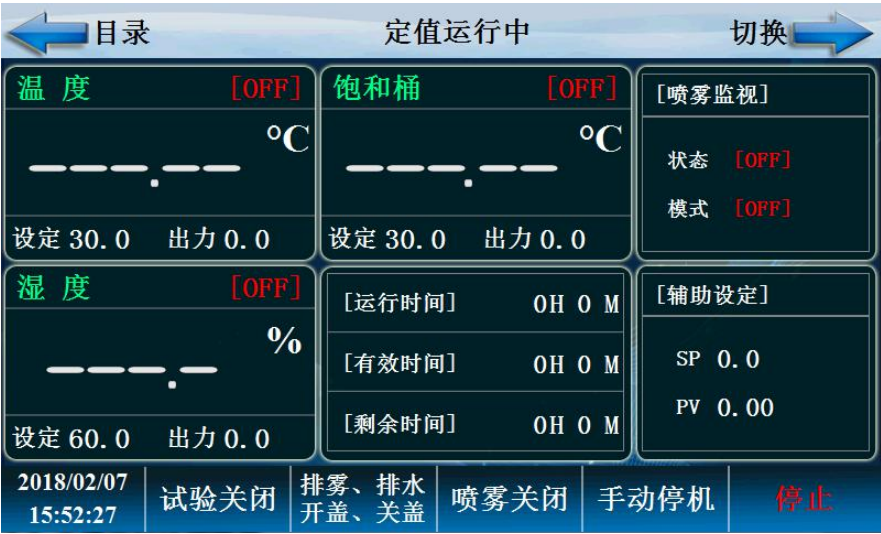 目录 定值运行中 切换
温 度 [OFF]
℃
---.--
设定 30.0 出力 0.0
饱和桶 [OFF]
℃
---.--
设定 30.0 出力 0.0
[喷雾监视]
状态 [OFF]
模式 [OFF]
湿 度 [OFF]
%
---.-
设定 60.0 出力 0.0
[运行时间] 0H 0 M
[有效时间] 0H 0 M
[剩余时间] 0H 0 M
[辅助设定]
SP 0.0
PV 0.00
2018/02/07
15:52:27
试验关闭
排雾、排水
开盖、关盖
喷雾关闭
手动停机
停止